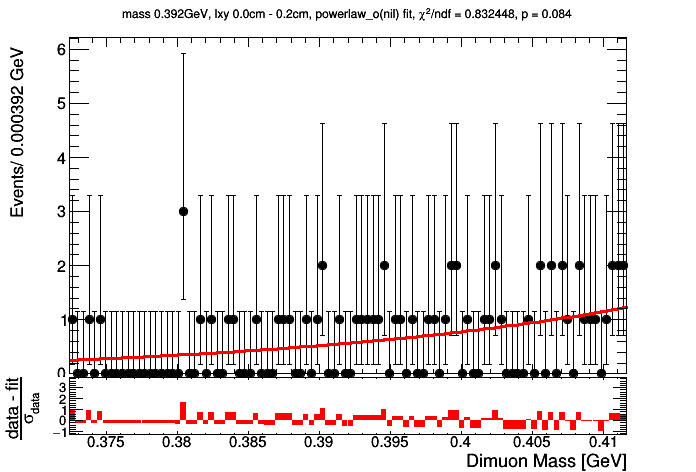 mass 0.392GeV, lxy 0.0cm - 0.2cm, powerlaw_o(nil) fit, χ²/ndf = 0.832448, p = 0.084
Events/ 0.000392 GeV
6
5
4
3
2
1
0
data - fit
σdata
3
2
1
0
−1
0.375 0.38 0.385 0.39 0.395 0.4 0.405 0.41
Dimuon Mass [GeV]